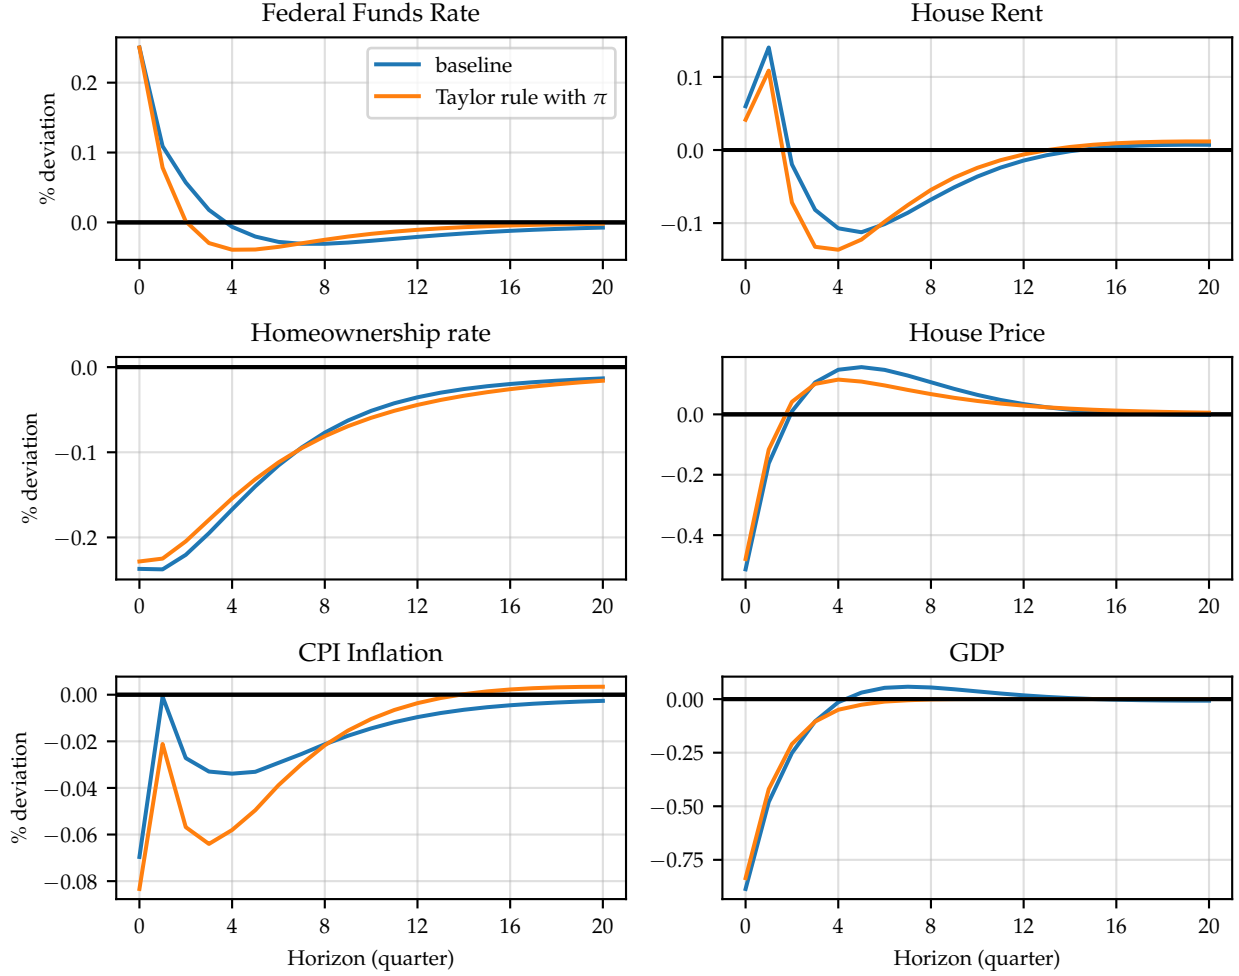 Federal Funds Rate
% deviation
0.2
0.1
0.0
0 4 8 12 16 20
baseline
Taylor rule with π
House Rent
0.1
0.0
−0.1
0 4 8 12 16 20
Homeownership rate
% deviation
0.0
−0.1
−0.2
0 4 8 12 16 20
House Price
0.0
−0.2
−0.4
0 4 8 12 16 20
CPI Inflation
% deviation
0.00
−0.02
−0.04
−0.06
−0.08
0 4 8 12 16 20
Horizon (quarter)
GDP
0.00
−0.25
−0.50
−0.75
0 4 8 12 16 20
Horizon (quarter)